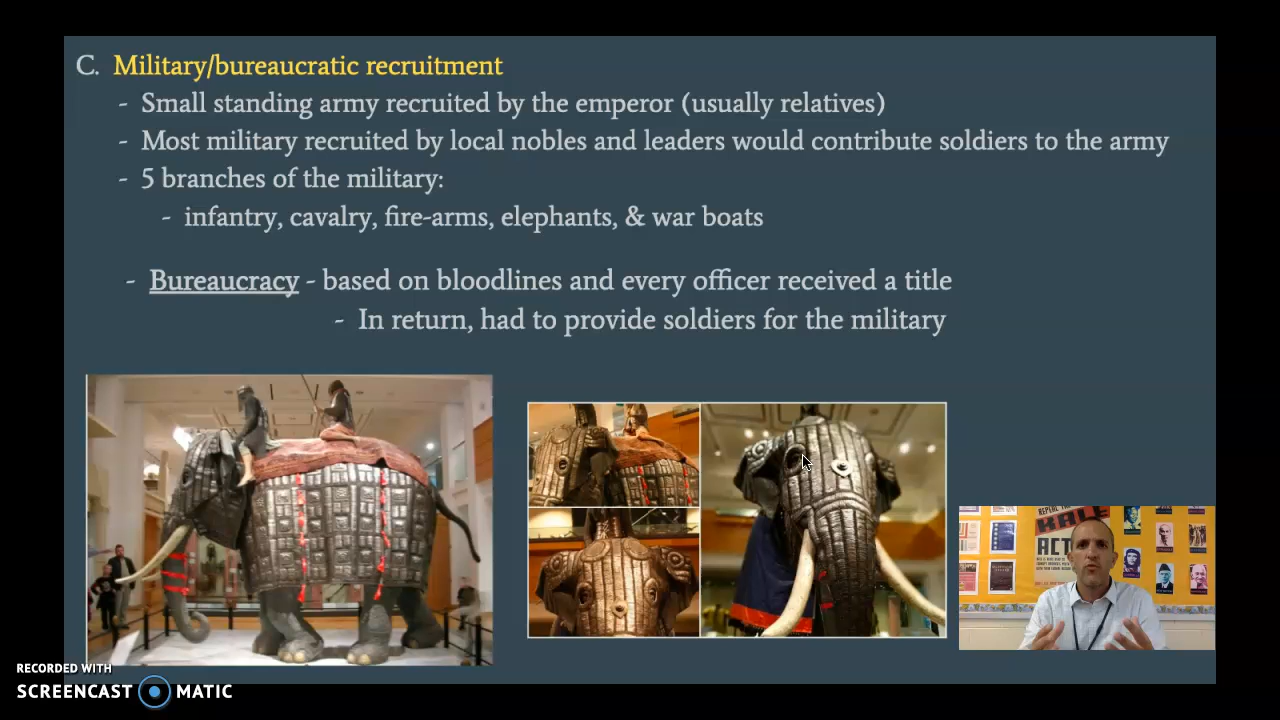 C. Military/bureaucratic recruitment
- Small standing army recruited by the emperor (usually relatives)
- Most military recruited by local nobles and leaders would contribute soldiers to the army
- 5 branches of the military:
- infantry, cavalry, fire-arms, elephants, & war boats
- Bureaucracy - based on bloodlines and every officer received a title
- In return, had to provide soldiers for the military
REPEAL THE
KALE
ACT
RECORDED WITH
SCREENCAST MATIC